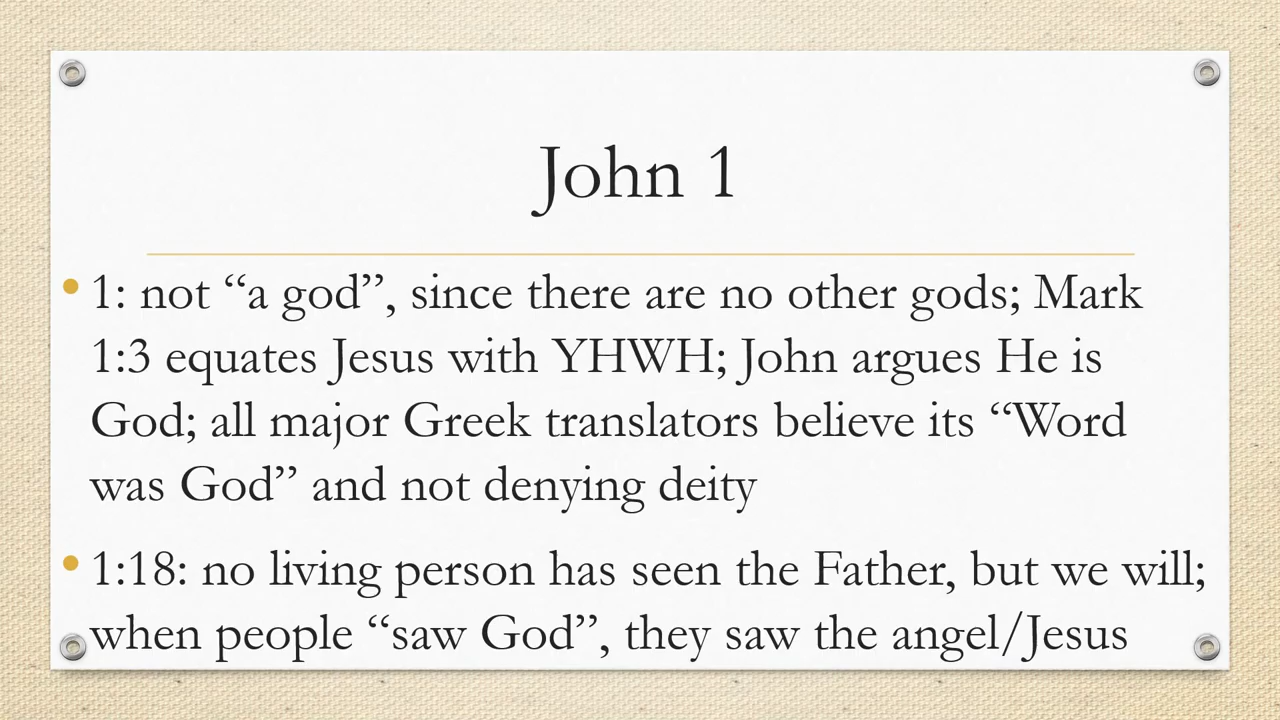 John 1
• 1: not “a god”, since there are no other gods; Mark
1:3 equates Jesus with YHWH; John argues He is
God; all major Greek translators believe its “Word
was God” and not denying deity
• 1:18: no living person has seen the Father, but we will;
when people “saw God”, they saw the angel/Jesus